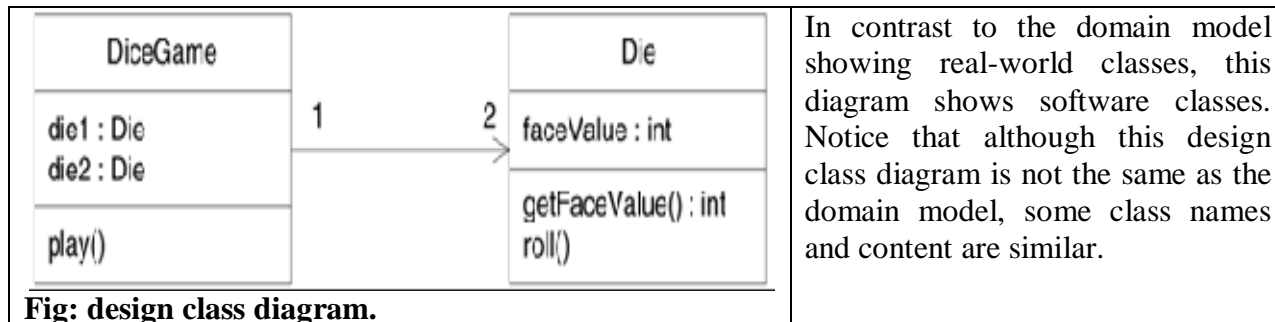 DiceGame
die1 : Die
die2 : Die
play()
1
2
Die
faceValue : int
getFaceValue() : int
roll()
Fig: design class diagram.
In contrast to the domain model
showing real-world classes, this
diagram shows software classes.
Notice that although this design
class diagram is not the same as the
domain model, some class names
and content are similar.